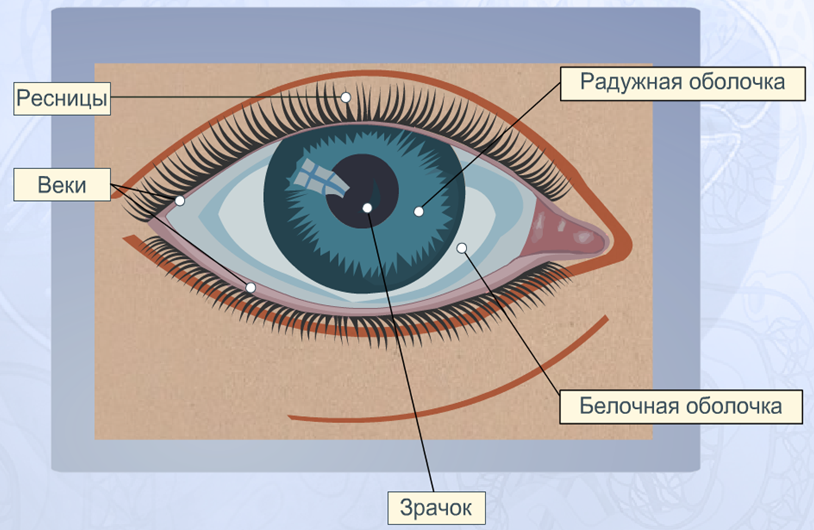 Радужная оболочка
Ресницы
Веки
Белочная оболочка
Зрачок